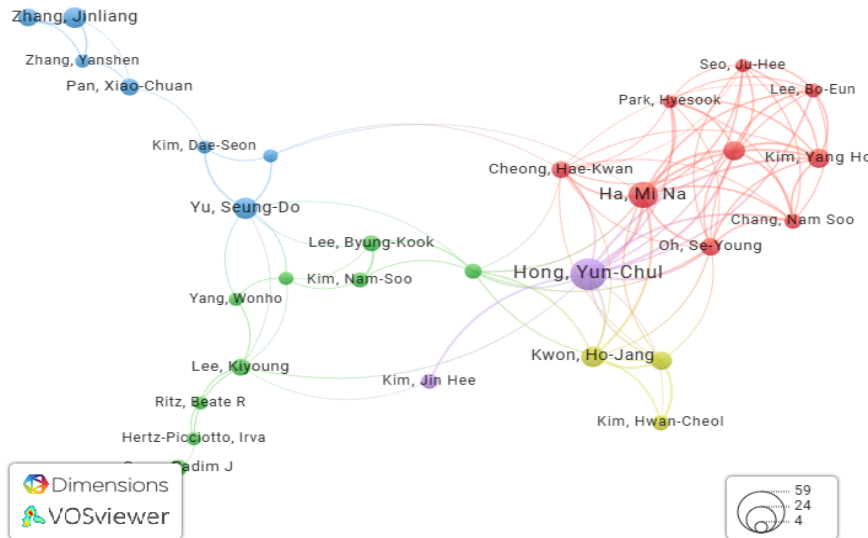 Zhang, Jinliang
Seo, Ju-Hee
Zhang, Yanshen
Pan, Xiao-Chuan
Lee, Bo-Eun
Park, Hyesook
Kim, Dae-Seon
Kim, Yang Ho
Cheong, Hae-Kwan
Ha, Mi Na
Yu, Seung-Do
Chang, Nam Soo
Lee, Byung-Kook
Oh, Se-Young
Kim, Nam-Soo
Hong, Yun-Chul
Yang, Wonho
Kwon, Ho-Jang
Lee, Kiyoung
Kim, Jin Hee
Ritz, Beate R
Kim, Hwan-Cheol
Hertz-Picciotto, Irva
adim J
Dimensions
VOSviewer
59
24
4